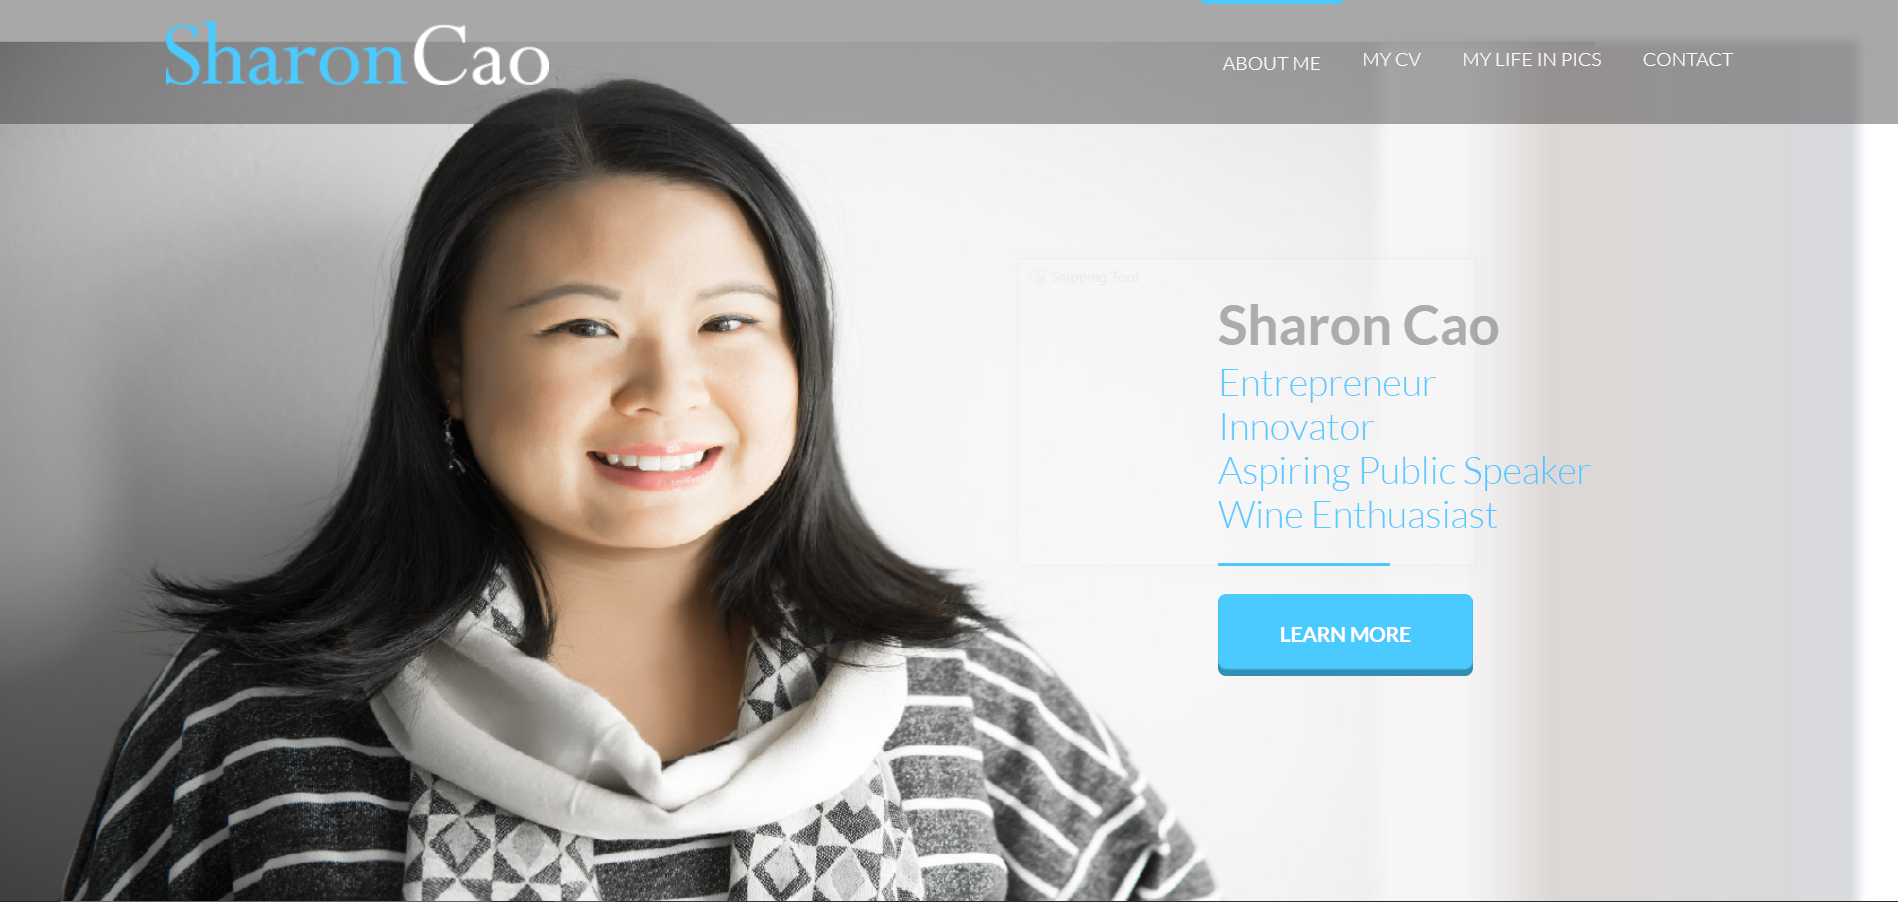 SharonCao
ABOUT ME
MY CV
MY LIFE IN PICS
CONTACT
Snipping Tool
Sharon Cao
Entrepreneur
Innovator
Aspiring Public Speaker
Wine Enthuasiast
LEARN MORE